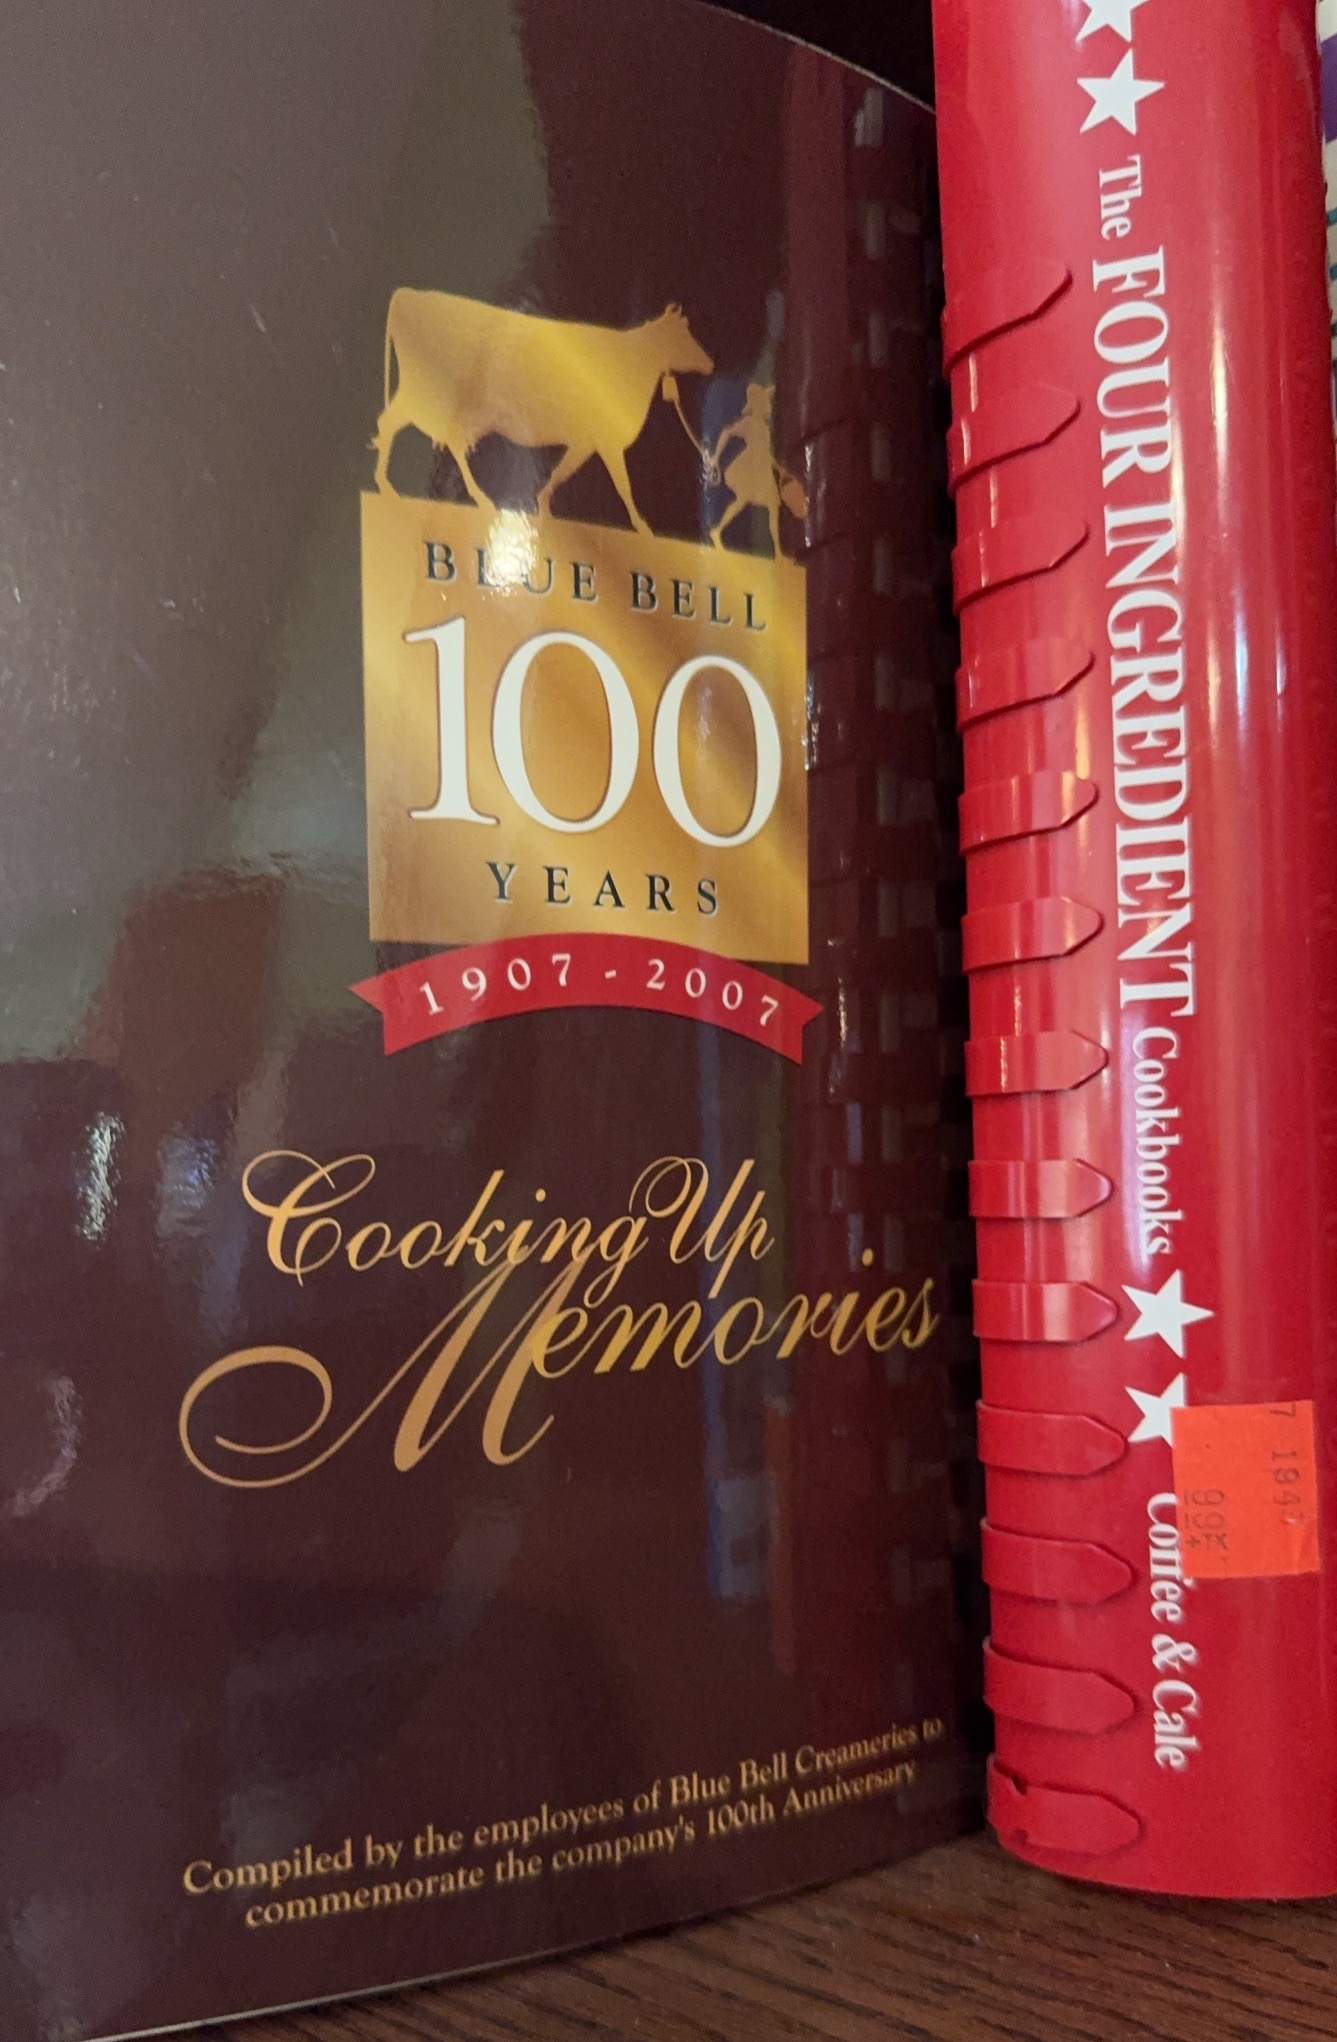 BLUE BELL
100
YEARS
1907 - 2007
Cooking Up
Memories
Compiled by the employees of Blue Bell Creameries to
commemorate the company's 100th Anniversary
The FOUR INGREDIENT Cookbooks
Coffee & Cale